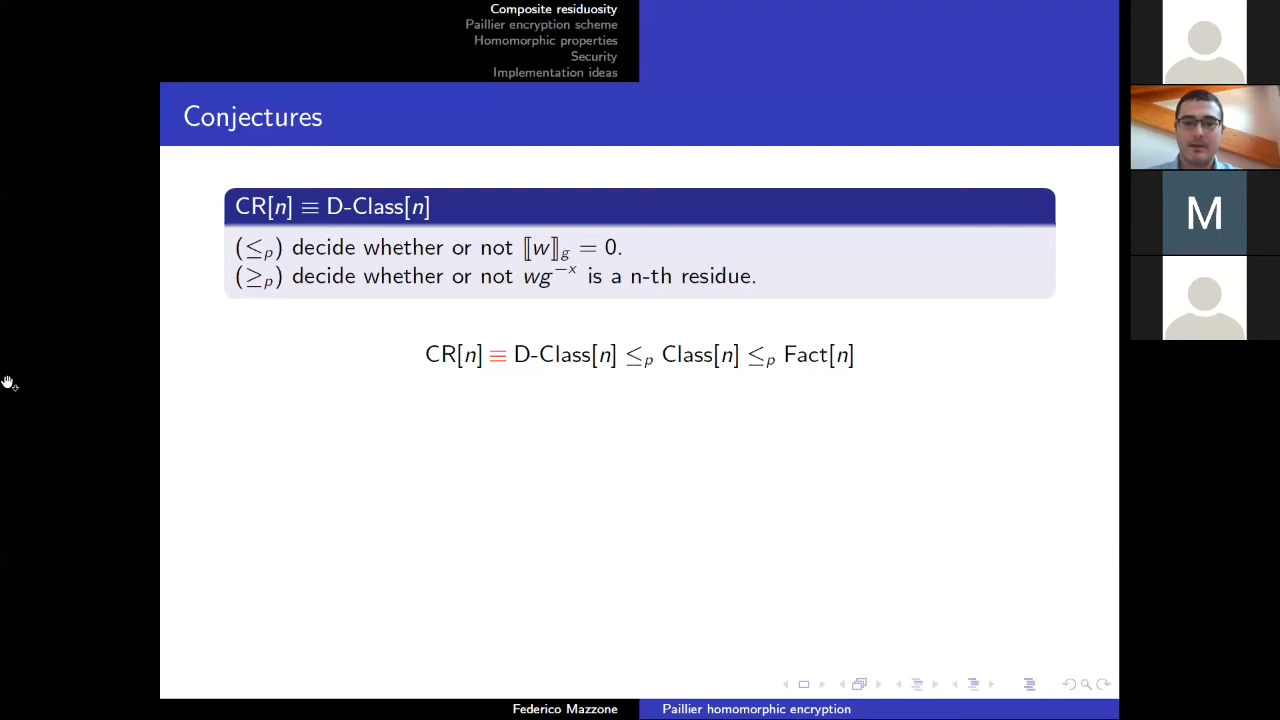 Composite residuosity
Paillier encryption scheme
Homomorphic properties
Security
Implementation ideas
Conjectures
CR[n] ≡ D-Class[n]
(≤p) decide whether or not ⟦w⟧g = 0.
(≥p) decide whether or not wg⁻ˣ is a n-th residue.
CR[n] ≡ D-Class[n] ≤p Class[n] ≤p Fact[n]
M
Federico Mazzone
Paillier homomorphic encryption